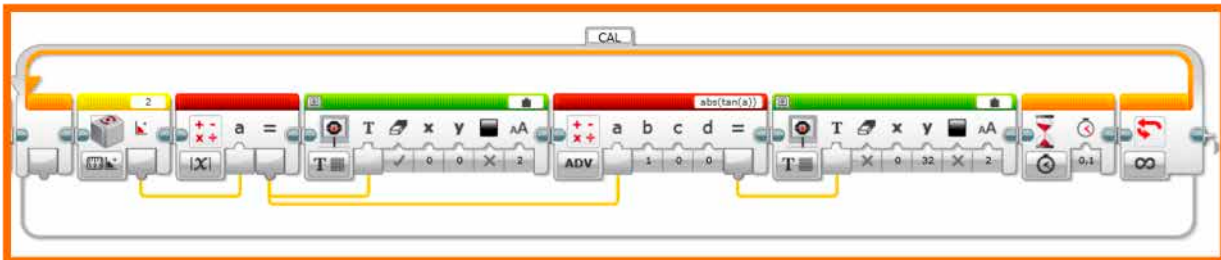 CAL
2
abs(tan(a))
a =
T x y AA
a b c d =
T x y AA
|X|
T
0 0 2
ADV
1 0 0
T
0 32 2
0,1